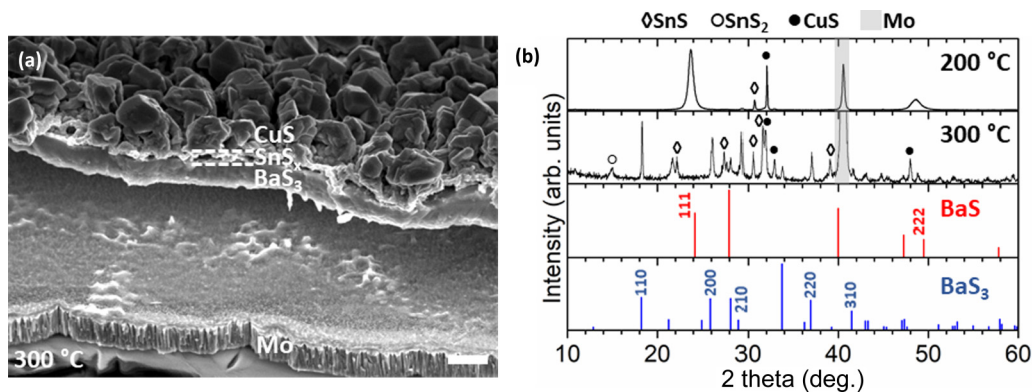 (a)
CuS
SnSₓ
BaS₃
Mo
300 °C
◊SnS ○SnS₂ ●CuS Mo
(b)
200 °C
300 °C
111
222
BaS
110
200
210
220
310
BaS₃
Intensity (arb. units)
10 20 30 40 50 60
2 theta (deg.)